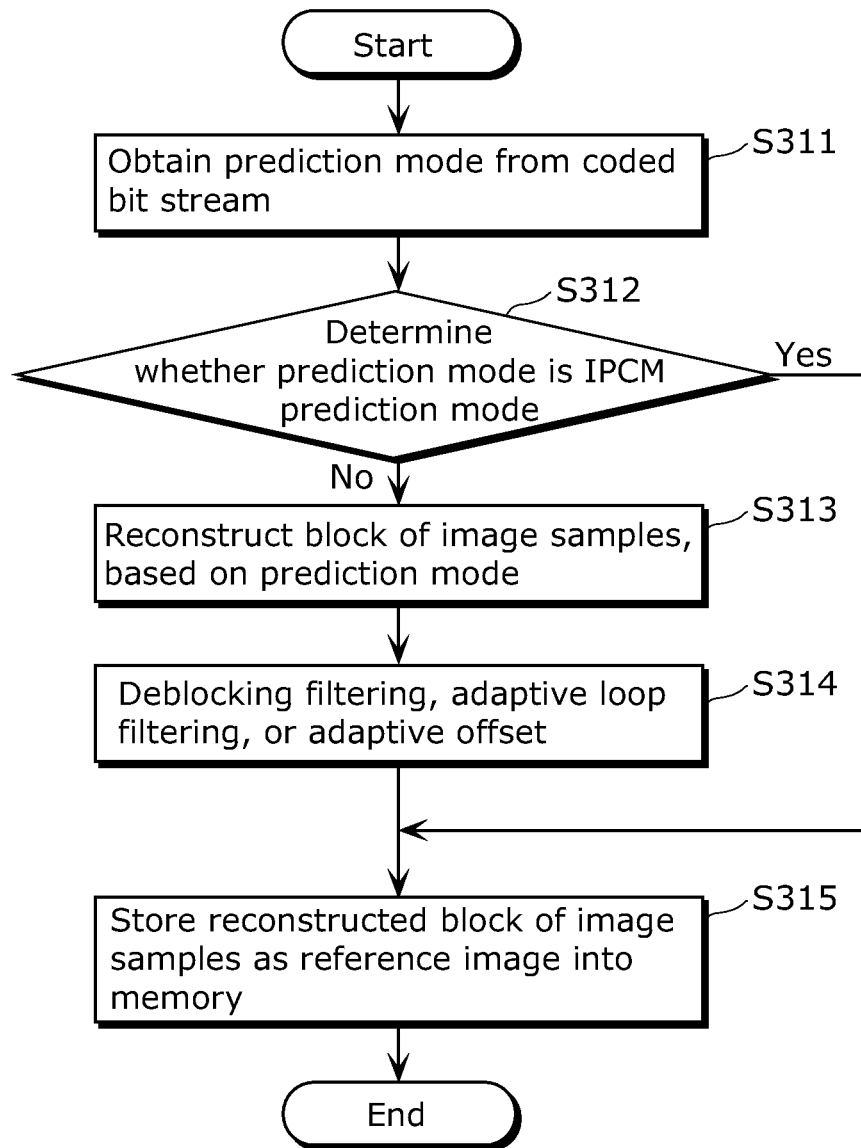 Start
S311
Obtain prediction mode from coded
bit stream
S312
Determine
whether prediction mode is IPCM
prediction mode
Yes
No
S313
Reconstruct block of image samples,
based on prediction mode
S314
Deblocking filtering, adaptive loop
filtering, or adaptive offset
S315
Store reconstructed block of image
samples as reference image into
memory
End